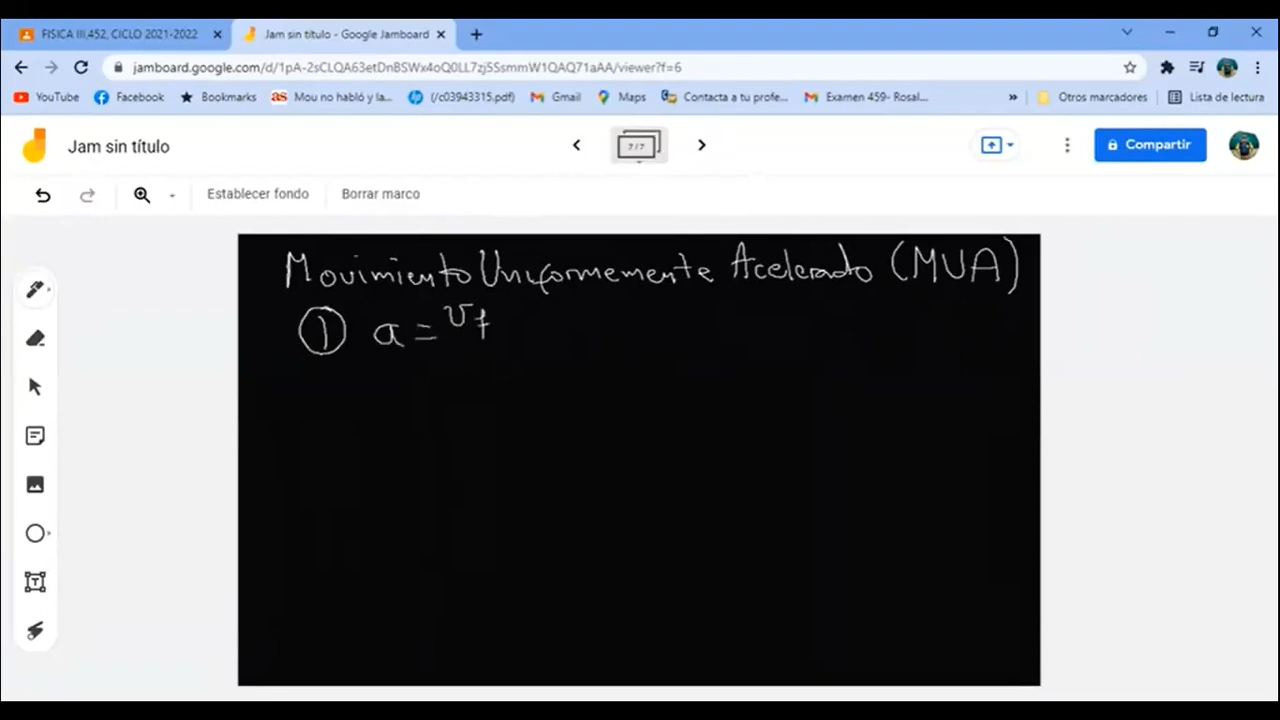 FISICA III,452, CICLO 2021-2022
Jam sin título - Google Jamboard
jamboard.google.com/d/1pA-2sCLQA63etDnBSWx4oQ0LL7zj5SsmmW1QAQ71aAA/viewer?f=6
YouTube Facebook Bookmarks as Mou no habló y la... (/c03943315.pdf) Gmail Maps Contacta a tu profe... Examen 459- Rosal... » Otros marcadores Lista de lectura
Jam sin título
7/7
Compartir
Establecer fondo Borrar marco
Movimiento Uniformemente Acelerado (MUA)
① a = vf